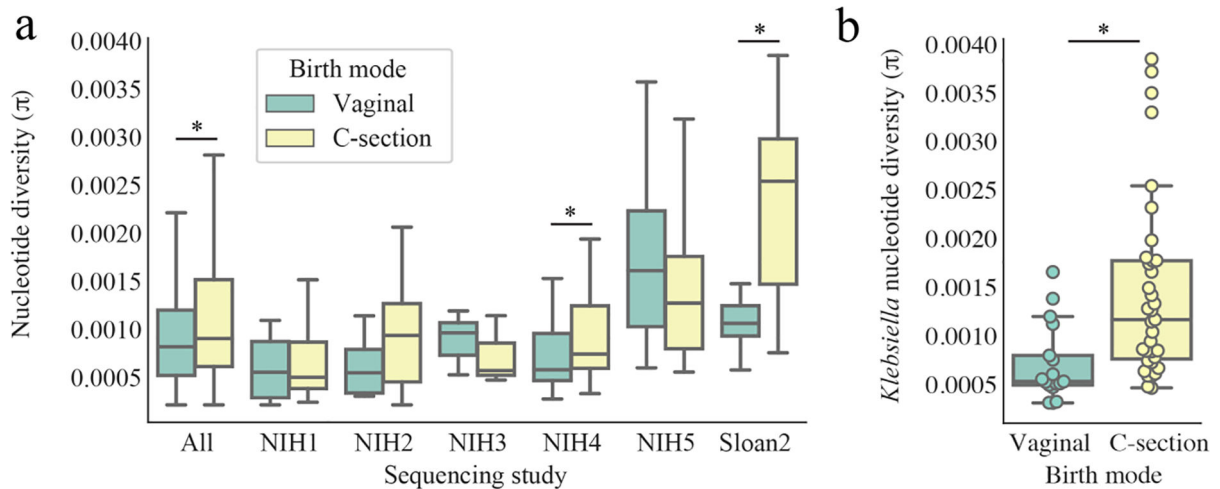 a
Nucleotide diversity (π)
0.0040
0.0035
0.0030
0.0025
0.0020
0.0015
0.0010
0.0005
Birth mode
Vaginal
C-section
*
*
*
All NIH1 NIH2 NIH3 NIH4 NIH5 Sloan2
Sequencing study
b
Klebsiella nucleotide diversity (π)
0.0040
0.0035
0.0030
0.0025
0.0020
0.0015
0.0010
0.0005
*
Vaginal C-section
Birth mode